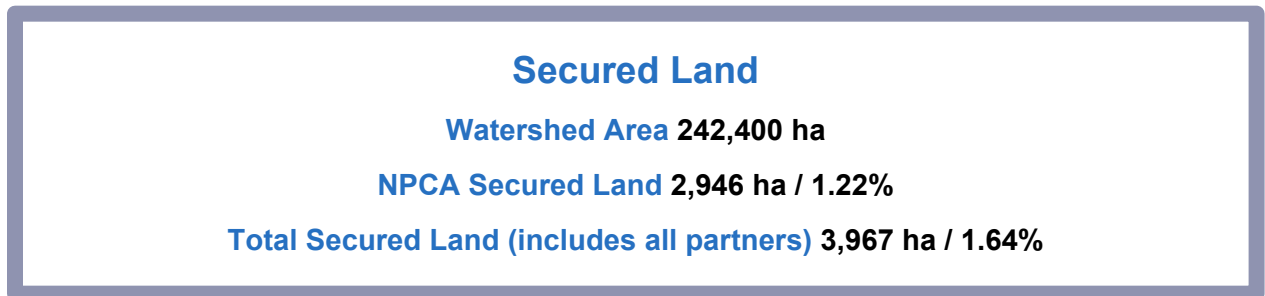 Secured Land
Watershed Area 242,400 ha
NPCA Secured Land 2,946 ha / 1.22%
Total Secured Land (includes all partners) 3,967 ha / 1.64%